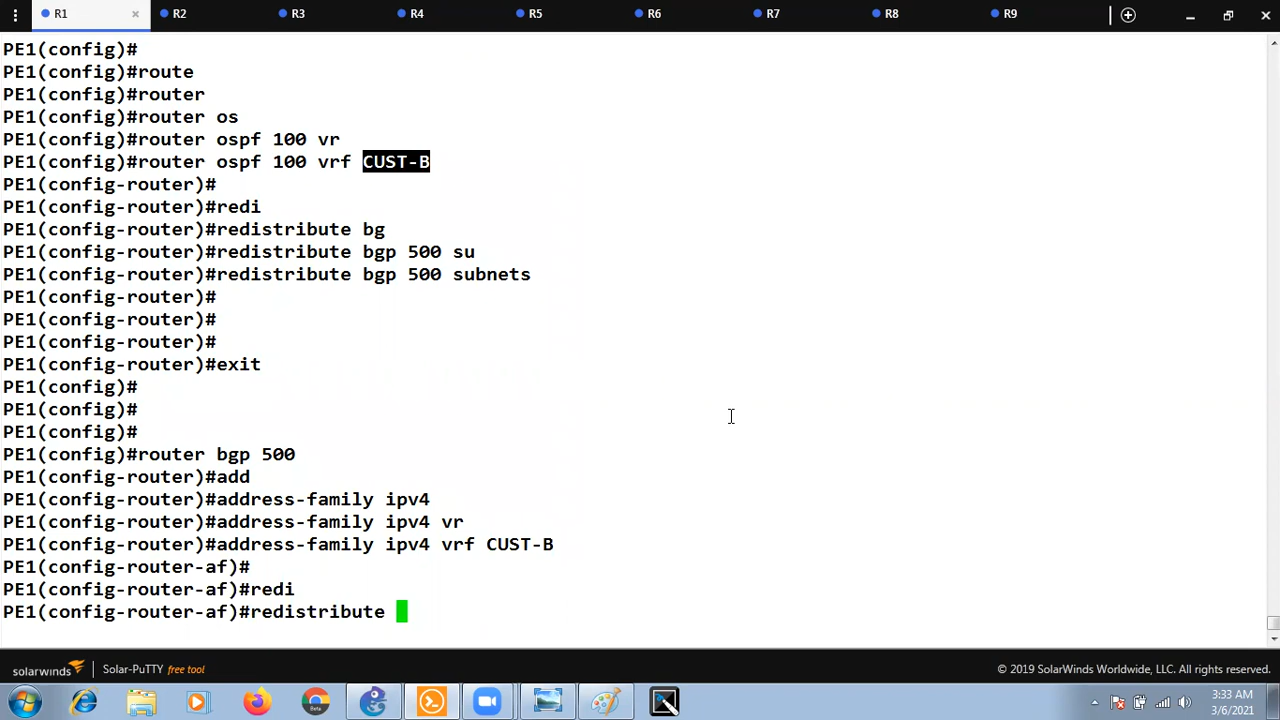 R1 × R2 R3 R4 R5 R6 R7 R8 R9
PE1(config)#
PE1(config)#route
PE1(config)#router
PE1(config)#router os
PE1(config)#router ospf 100 vr
PE1(config)#router ospf 100 vrf CUST-B
PE1(config-router)#
PE1(config-router)#redi
PE1(config-router)#redistribute bg
PE1(config-router)#redistribute bgp 500 su
PE1(config-router)#redistribute bgp 500 subnets
PE1(config-router)#
PE1(config-router)#
PE1(config-router)#
PE1(config-router)#exit
PE1(config)#
PE1(config)#
PE1(config)#
PE1(config)#router bgp 500
PE1(config-router)#add
PE1(config-router)#address-family ipv4
PE1(config-router)#address-family ipv4 vr
PE1(config-router)#address-family ipv4 vrf CUST-B
PE1(config-router-af)#
PE1(config-router-af)#redi
PE1(config-router-af)#redistribute
solarwinds | Solar-PuTTY free tool © 2019 SolarWinds Worldwide, LLC. All rights reserved.
Beta
3:33 AM
3/6/2021